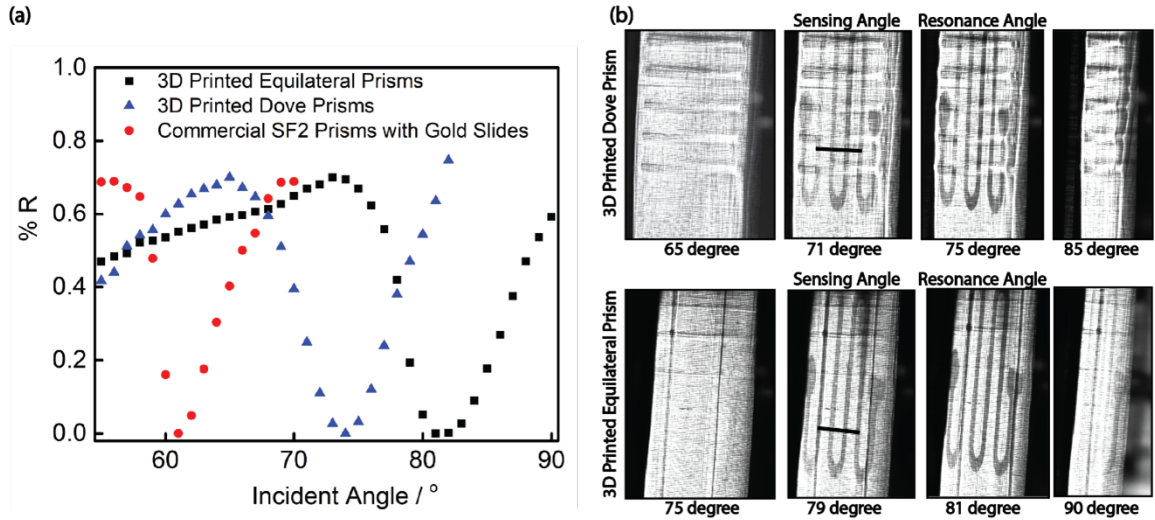 (a)
1.0
0.8
0.6
0.4
0.2
0.0
% R
3D Printed Equilateral Prisms
3D Printed Dove Prisms
Commercial SF2 Prisms with Gold Slides
60
70
80
90
Incident Angle / °
(b)
Sensing Angle
Resonance Angle
3D Printed Dove Prism
65 degree
71 degree
75 degree
85 degree
Sensing Angle
Resonance Angle
3D Printed Equilateral Prism
75 degree
79 degree
81 degree
90 degree